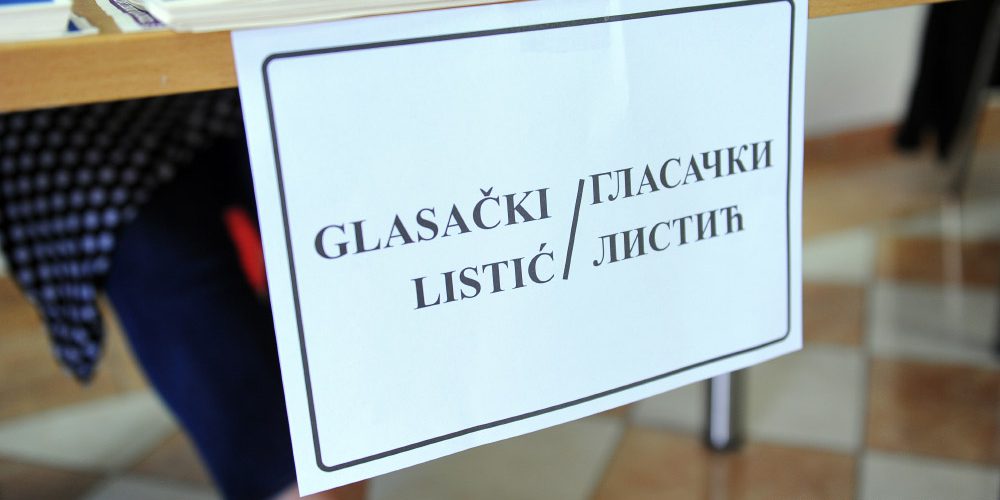 GLASAČKI / ГЛАСАЧКИ
LISTIĆ / ЛИСТИЋ